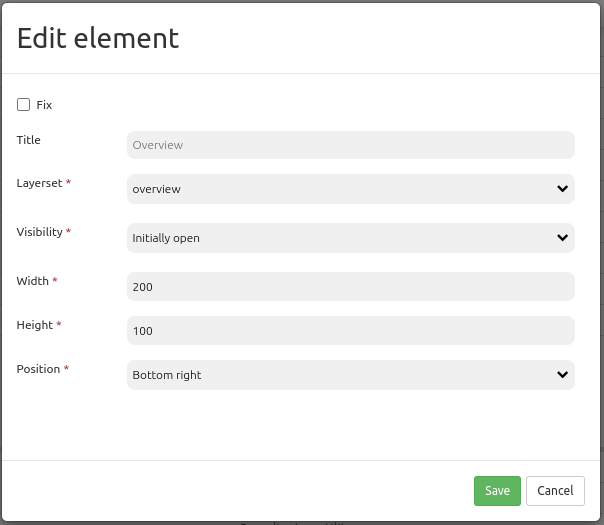 Edit element
Fix
Title
Overview
Layerset *
overview
Visibility *
Initially open
Width *
200
Height *
100
Position *
Bottom right
Save
Cancel